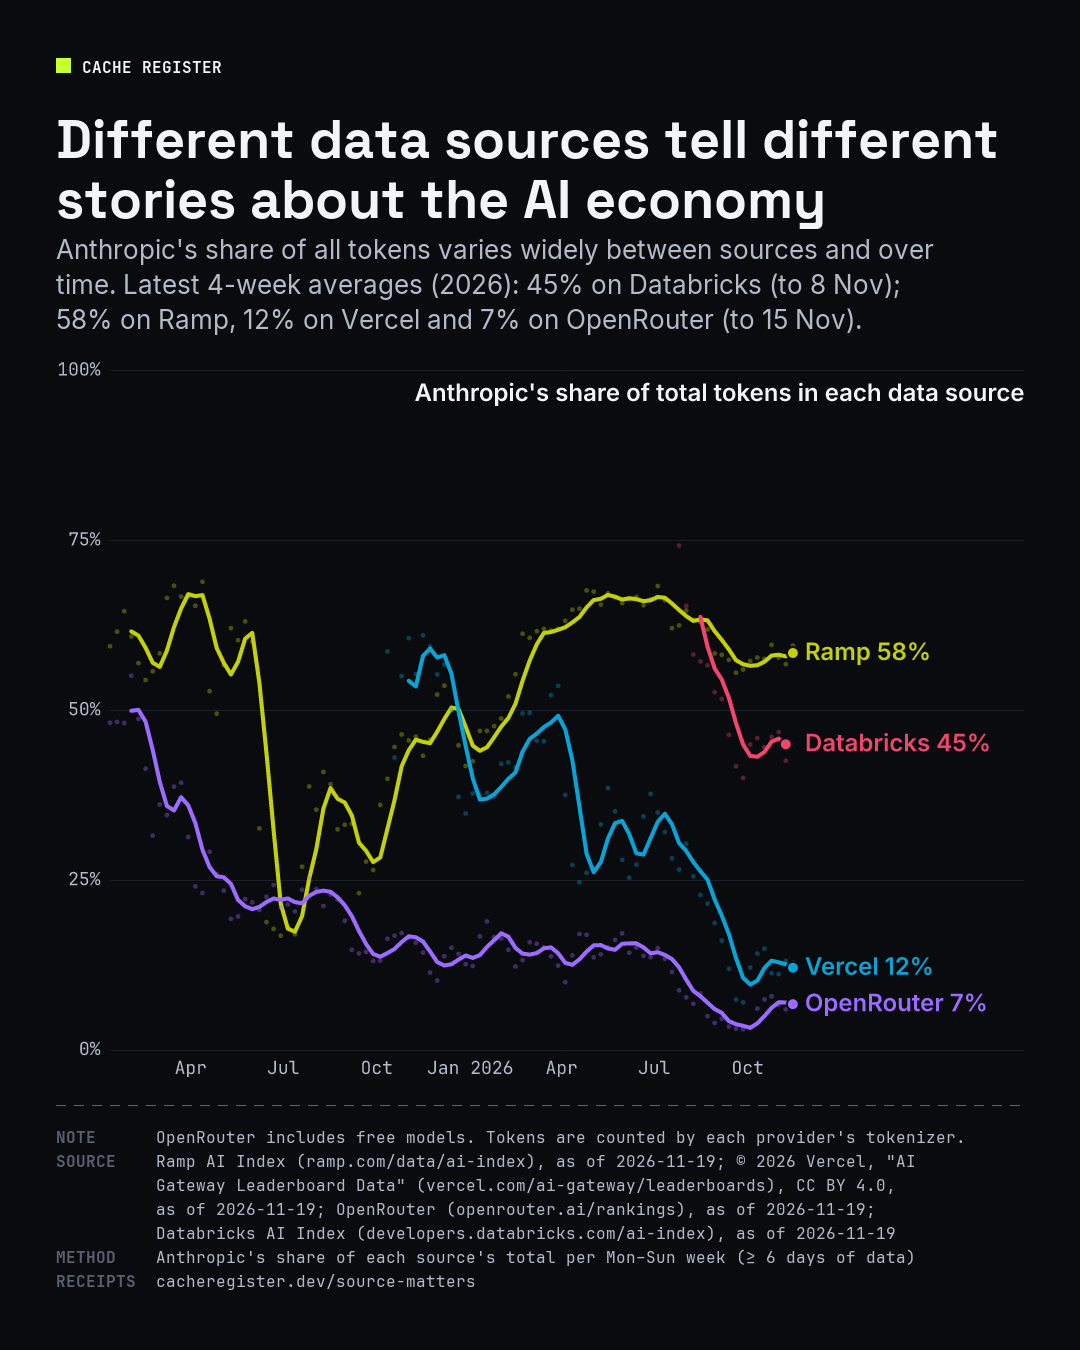 CACHE REGISTER
Different data sources tell different
stories about the AI economy
Anthropic's share of all tokens varies widely between sources and over
time. Latest 4-week averages (2026): 45% on Databricks (to 8 Nov);
58% on Ramp, 12% on Vercel and 7% on OpenRouter (to 15 Nov).
100%
Anthropic's share of total tokens in each data source
75%
Ramp 58%
50%
Databricks 45%
25%
Vercel 12%
OpenRouter 7%
0%
Apr Jul Oct Jan 2026 Apr Jul Oct
NOTE OpenRouter includes free models. Tokens are counted by each provider's tokenizer.
SOURCE Ramp AI Index (ramp.com/data/ai-index), as of 2026-11-19; © 2026 Vercel, "AI
Gateway Leaderboard Data" (vercel.com/ai-gateway/leaderboards), CC BY 4.0,
as of 2026-11-19; OpenRouter (openrouter.ai/rankings), as of 2026-11-19;
Databricks AI Index (developers.databricks.com/ai-index), as of 2026-11-19
METHOD Anthropic's share of each source's total per Mon–Sun week (≥ 6 days of data)
RECEIPTS cacheregister.dev/source-matters